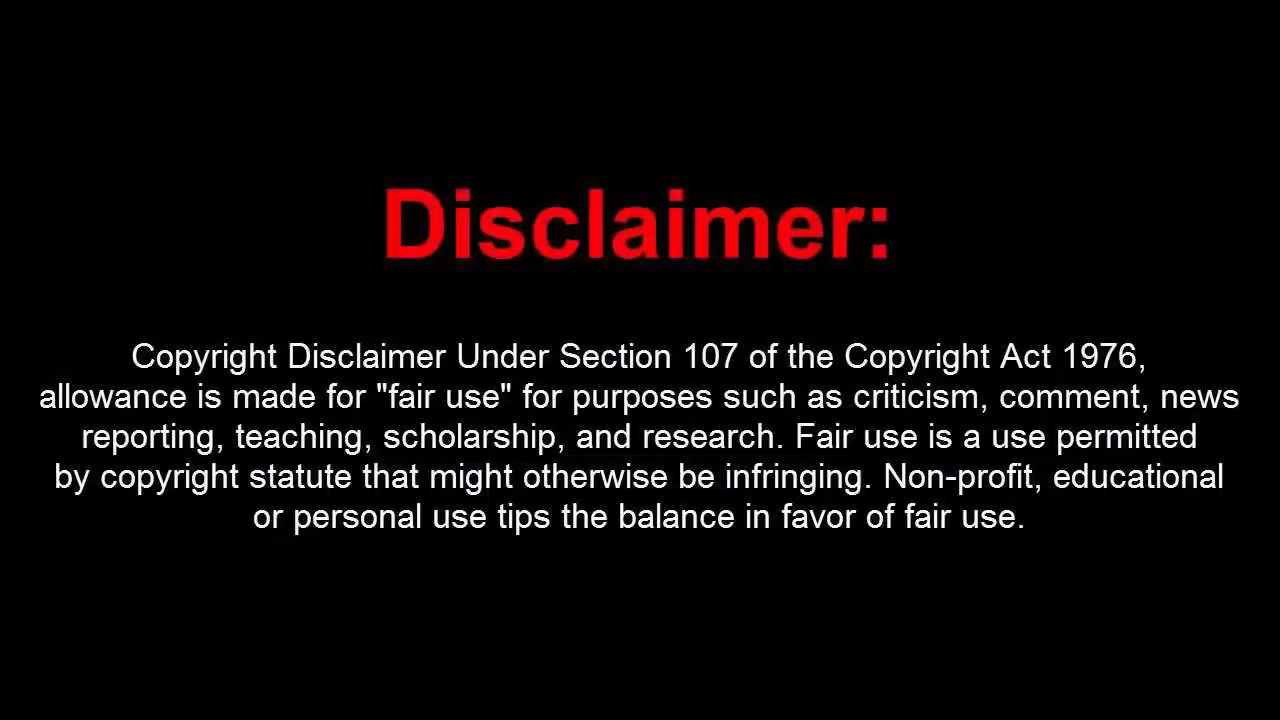 Disclaimer:
Copyright Disclaimer Under Section 107 of the Copyright Act 1976,
allowance is made for "fair use" for purposes such as criticism, comment, news
reporting, teaching, scholarship, and research. Fair use is a use permitted
by copyright statute that might otherwise be infringing. Non-profit, educational
or personal use tips the balance in favor of fair use.